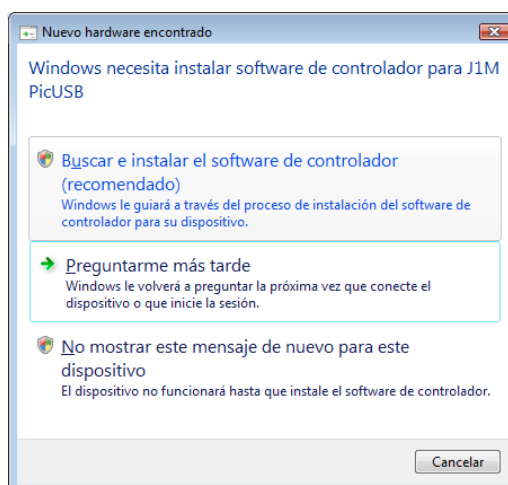 Nuevo hardware encontrado
Windows necesita instalar software de controlador para J1M
PicUSB
Buscar e instalar el software de controlador
(recomendado)
Windows le guiará a través del proceso de instalación del software de
controlador para su dispositivo.
Preguntarme más tarde
Windows le volverá a preguntar la próxima vez que conecte el
dispositivo o que inicie la sesión.
No mostrar este mensaje de nuevo para este
dispositivo
El dispositivo no funcionará hasta que instale el software de controlador.
Cancelar